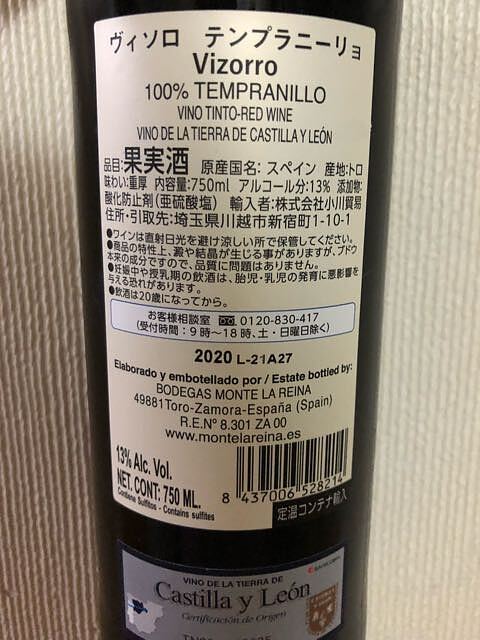 ヴィソロ テンプラニーリョ
Vizorro
100% TEMPRANILLO
VINO TINTO-RED WINE
VINO DE LA TIERRA DE CASTILLA Y LEÓN
品目:果実酒 原産国名: スペイン 産地:トロ
味わい:重厚 内容量:750ml アルコール分:13% 添加物:
酸化防止剤(亜硫酸塩) 輸入者:株式会社小川貿易
住所・引取先:埼玉県川越市新宿町1-10-1
●ワインは直射日光を避け涼しい所で保管してください。
●商品の特性上、澱や結晶が生じる事がありますが、ブドウ
本来の成分ですので、品質に問題はありません。
●妊娠中や授乳期の飲酒は、胎児・乳児の発育に悪影響を
与える恐れがあります。
●飲酒は20歳になってから。
お客様相談室 0120-830-417
(受付時間:9時〜18時、土・日曜日除く)
2020 L-21A27
Elaborado y embotellado por / Estate bottled by:
BODEGAS MONTE LA REINA
49881Toro-Zamora-España (Spain)
R.E.Nº 8.301 ZA 00
www.montelareina.es
13% Alc. Vol.
NET. CONT: 750 ML.
Contiene Sulfitos - Contains sulfites
8 437006 528214
定温コンテナ輸入
VINO DE LA TIERRA DE
Castilla y León
Certificación de Origen